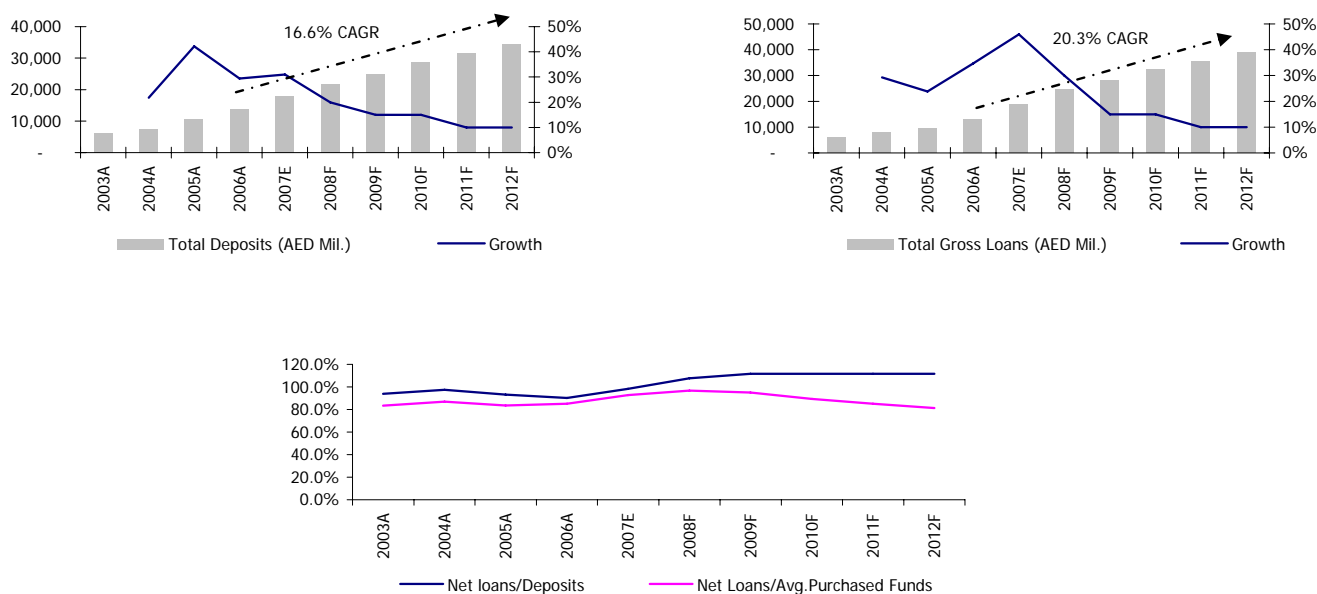 40,000
30,000
20,000
10,000
-
16.6% CAGR
50%
40%
30%
20%
10%
0%
2003A
2004A
2005A
2006A
2007E
2008F
2009F
2010F
2011F
2012F
Total Deposits (AED Mil.)
Growth
50,000
40,000
30,000
20,000
10,000
-
20.3% CAGR
50%
40%
30%
20%
10%
0%
2003A
2004A
2005A
2006A
2007E
2008F
2009F
2010F
2011F
2012F
Total Gross Loans (AED Mil.)
Growth
120.0%
100.0%
80.0%
60.0%
40.0%
20.0%
0.0%
2003A
2004A
2005A
2006A
2007E
2008F
2009F
2010F
2011F
2012F
Net loans/Deposits
Net Loans/Avg.Purchased Funds